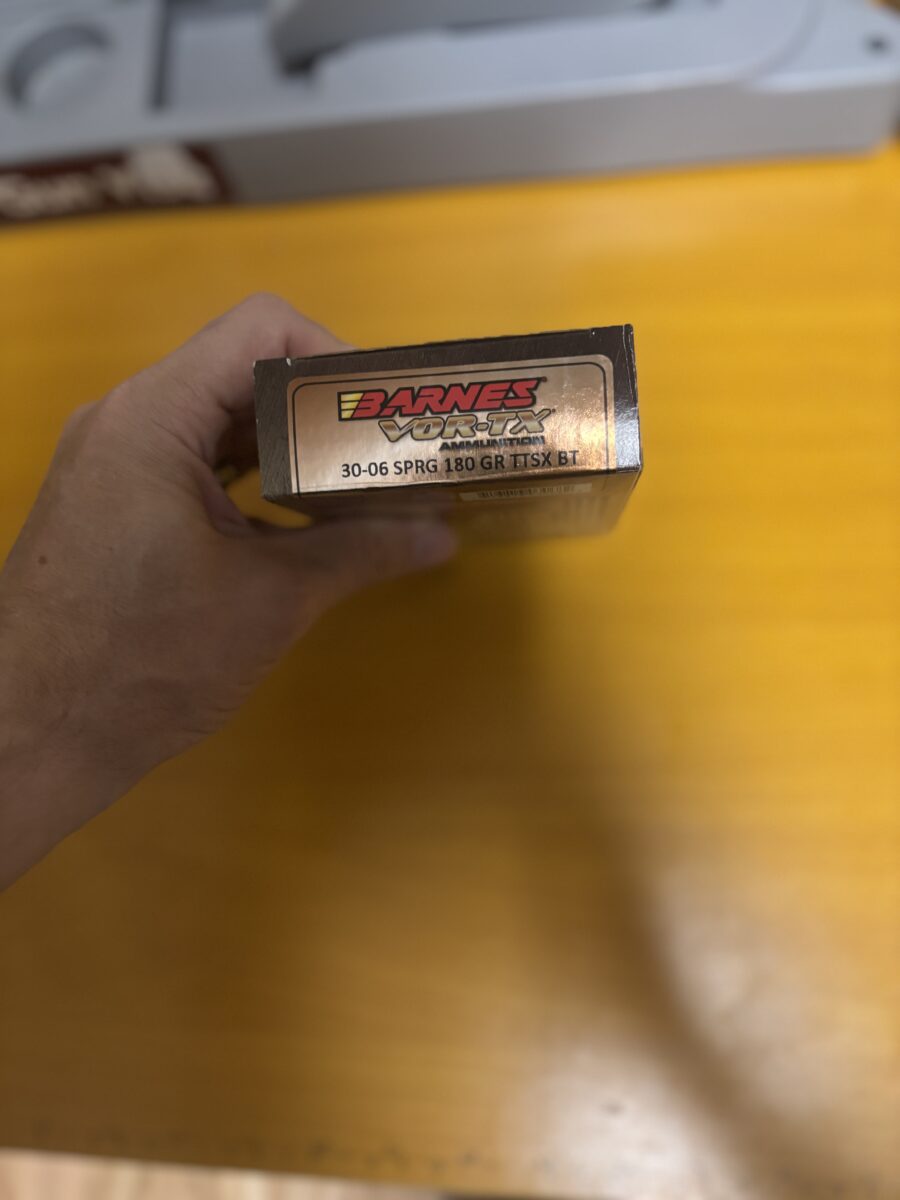 BARNES
VOR-TX
AMMUNITION
30-06 SPRG 180 GR TTSX BT